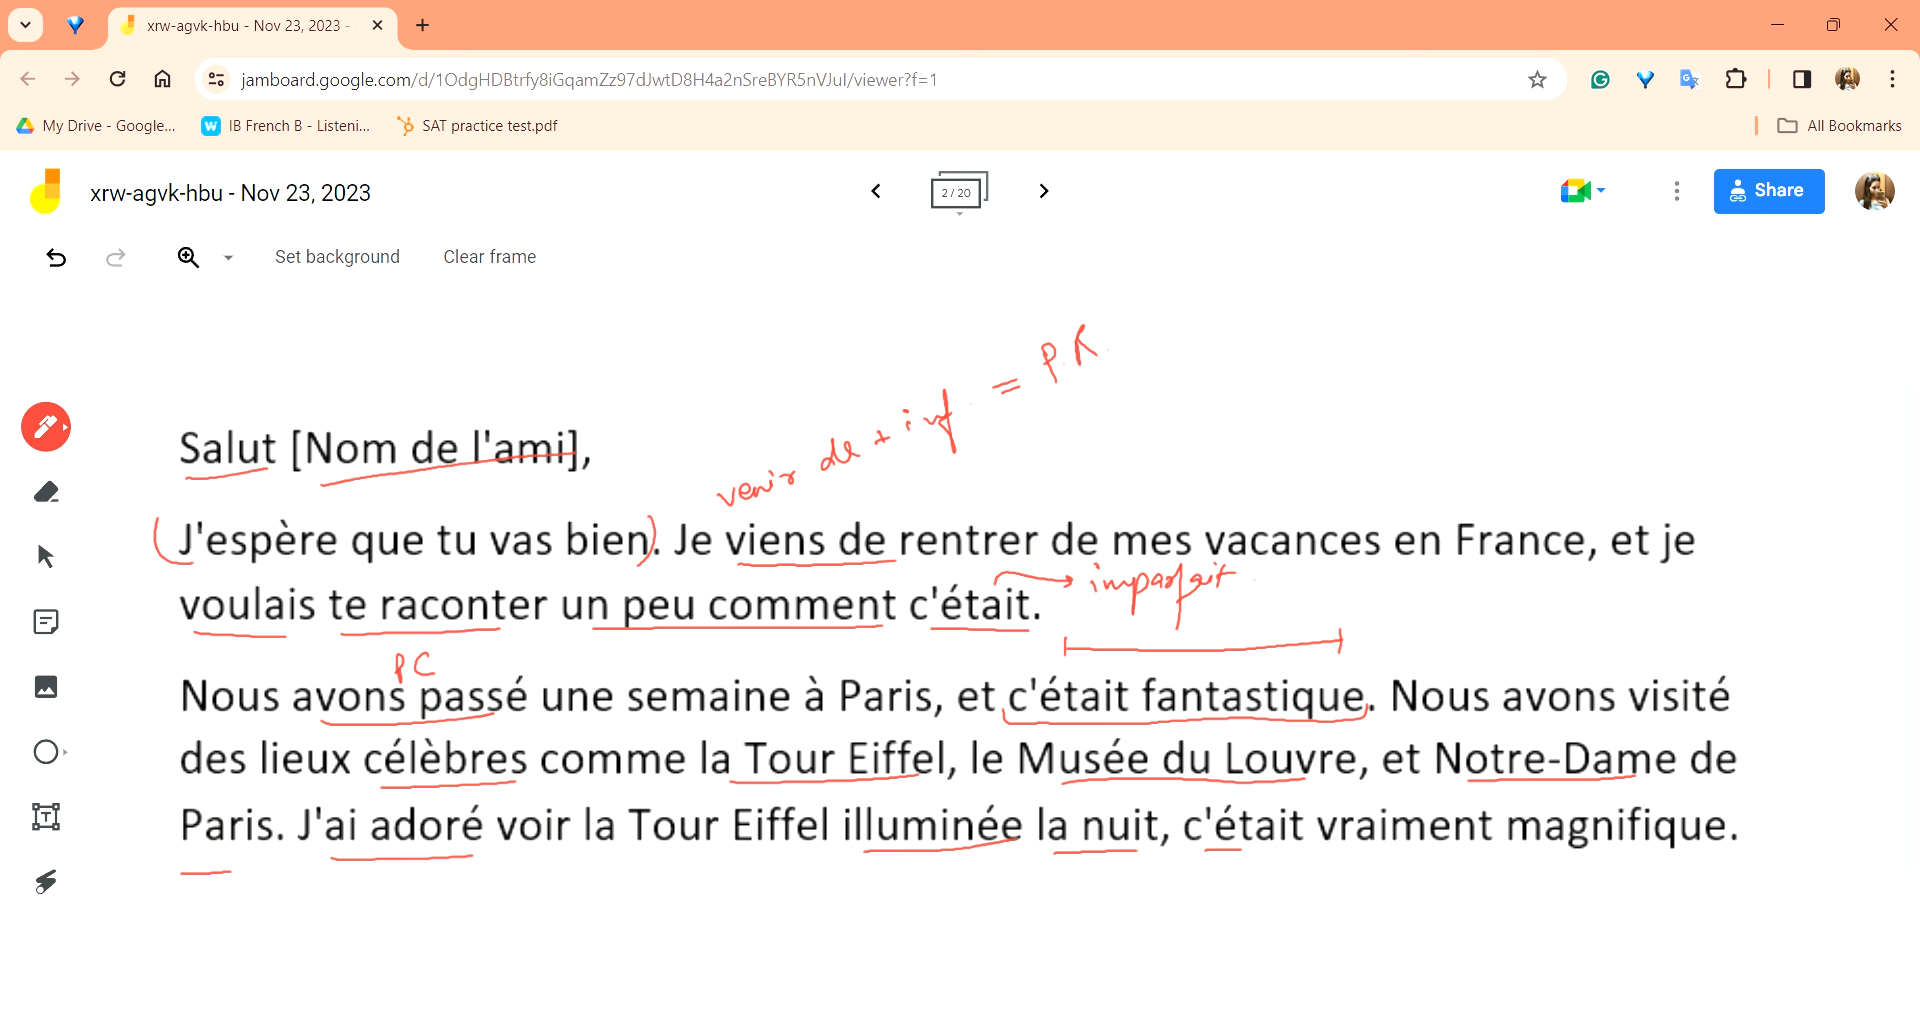 xrw-agvk-hbu - Nov 23, 2023 -
jamboard.google.com/d/1OdgHDBtrfy8iGqamZz97dJwtD8H4a2nSreBYR5nVJuI/viewer?f=1
My Drive - Google... IB French B - Listeni... SAT practice test.pdf All Bookmarks
xrw-agvk-hbu - Nov 23, 2023 2 / 20 Share
Set background Clear frame
venir de + inf = P.R.
Salut [Nom de l'ami],
J'espère que tu vas bien. Je viens de rentrer de mes vacances en France, et je
imparfait
voulais te raconter un peu comment c'était.
PC
Nous avons passé une semaine à Paris, et c'était fantastique. Nous avons visité
des lieux célèbres comme la Tour Eiffel, le Musée du Louvre, et Notre-Dame de
Paris. J'ai adoré voir la Tour Eiffel illuminée la nuit, c'était vraiment magnifique.